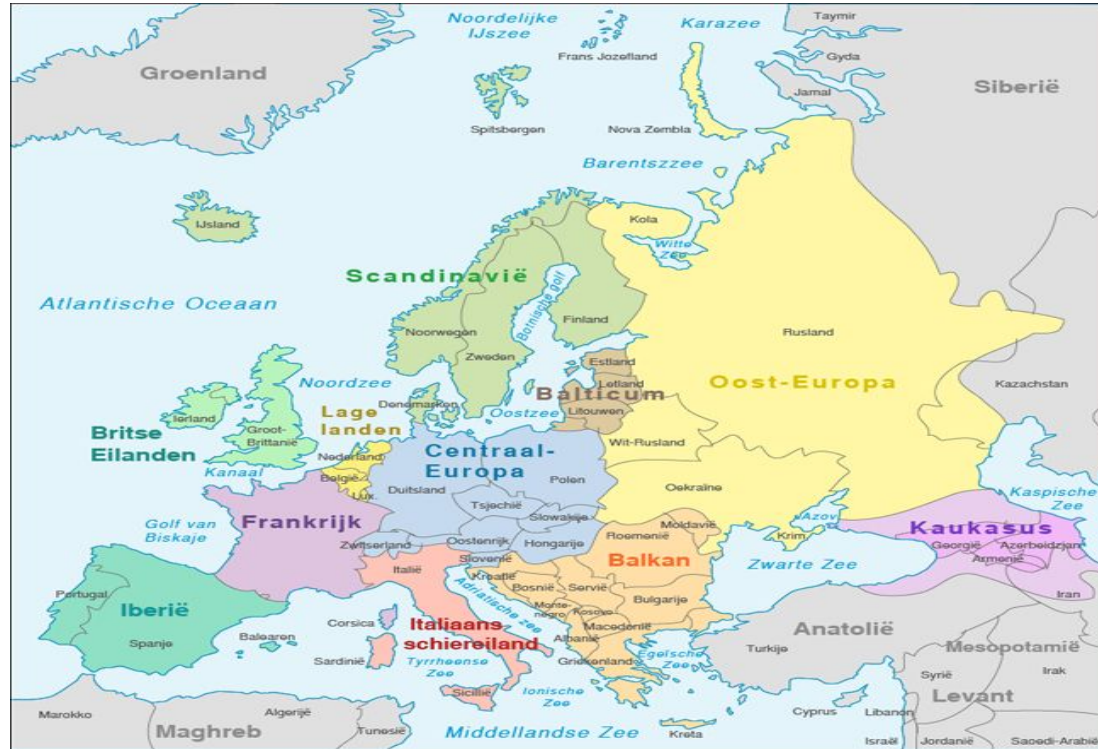 Noordelijke
IJszee
Karazee
Taymir
Groenland
Frans Jozefland
Gyda
Jamal
Siberië
Spitsbergen
Nova Zembla
Barentszzee
IJsland
Kola
Witte
Zee
Scandinavië
Atlantische Oceaan
Botnische golf
Finland
Noorwegen
Zweden
Rusland
Estland
Letland
Litouwen
Balticum
Oost-Europa
Kazachstan
Noordzee
Denemarken
Oostzee
Lage
landen
Ierland
Groot-
Brittannië
Britse
Eilanden
Kanaal
Nederland
België
Lux.
Centraal-
Europa
Duitsland
Polen
Wit-Rusland
Oekraïne
Tsjechië
Slowakije
Oostenrijk
Hongarije
Zwitserland
Moldavië
Roemenië
Azov
Krim
Kaspische
Zee
Kaukasus
Georgië
Azerbeidzjan
Armenië
Iran
Golf van
Biskaje
Frankrijk
Italië
Slovenië
Kroatië
Balkan
Zwarte Zee
Bosnië
Servië
Bulgarije
Monte-
negro
Kosovo
Macedonië
Albanië
Griekenland
Adriatische zee
Portugal
Iberië
Spanje
Balearen
Corsica
Sardinië
Italiaans
schiereiland
Tyrrheense
Zee
Sicilië
Ionische
Zee
Egeïsche
Zee
Anatolië
Turkije
Mesopotamië
Syrië
Irak
Levant
Marokko
Algerije
Maghreb
Tunesië
Middellandse Zee
Kreta
Cyprus
Libanon
Israël
Jordanië
Saoedi-Arabië